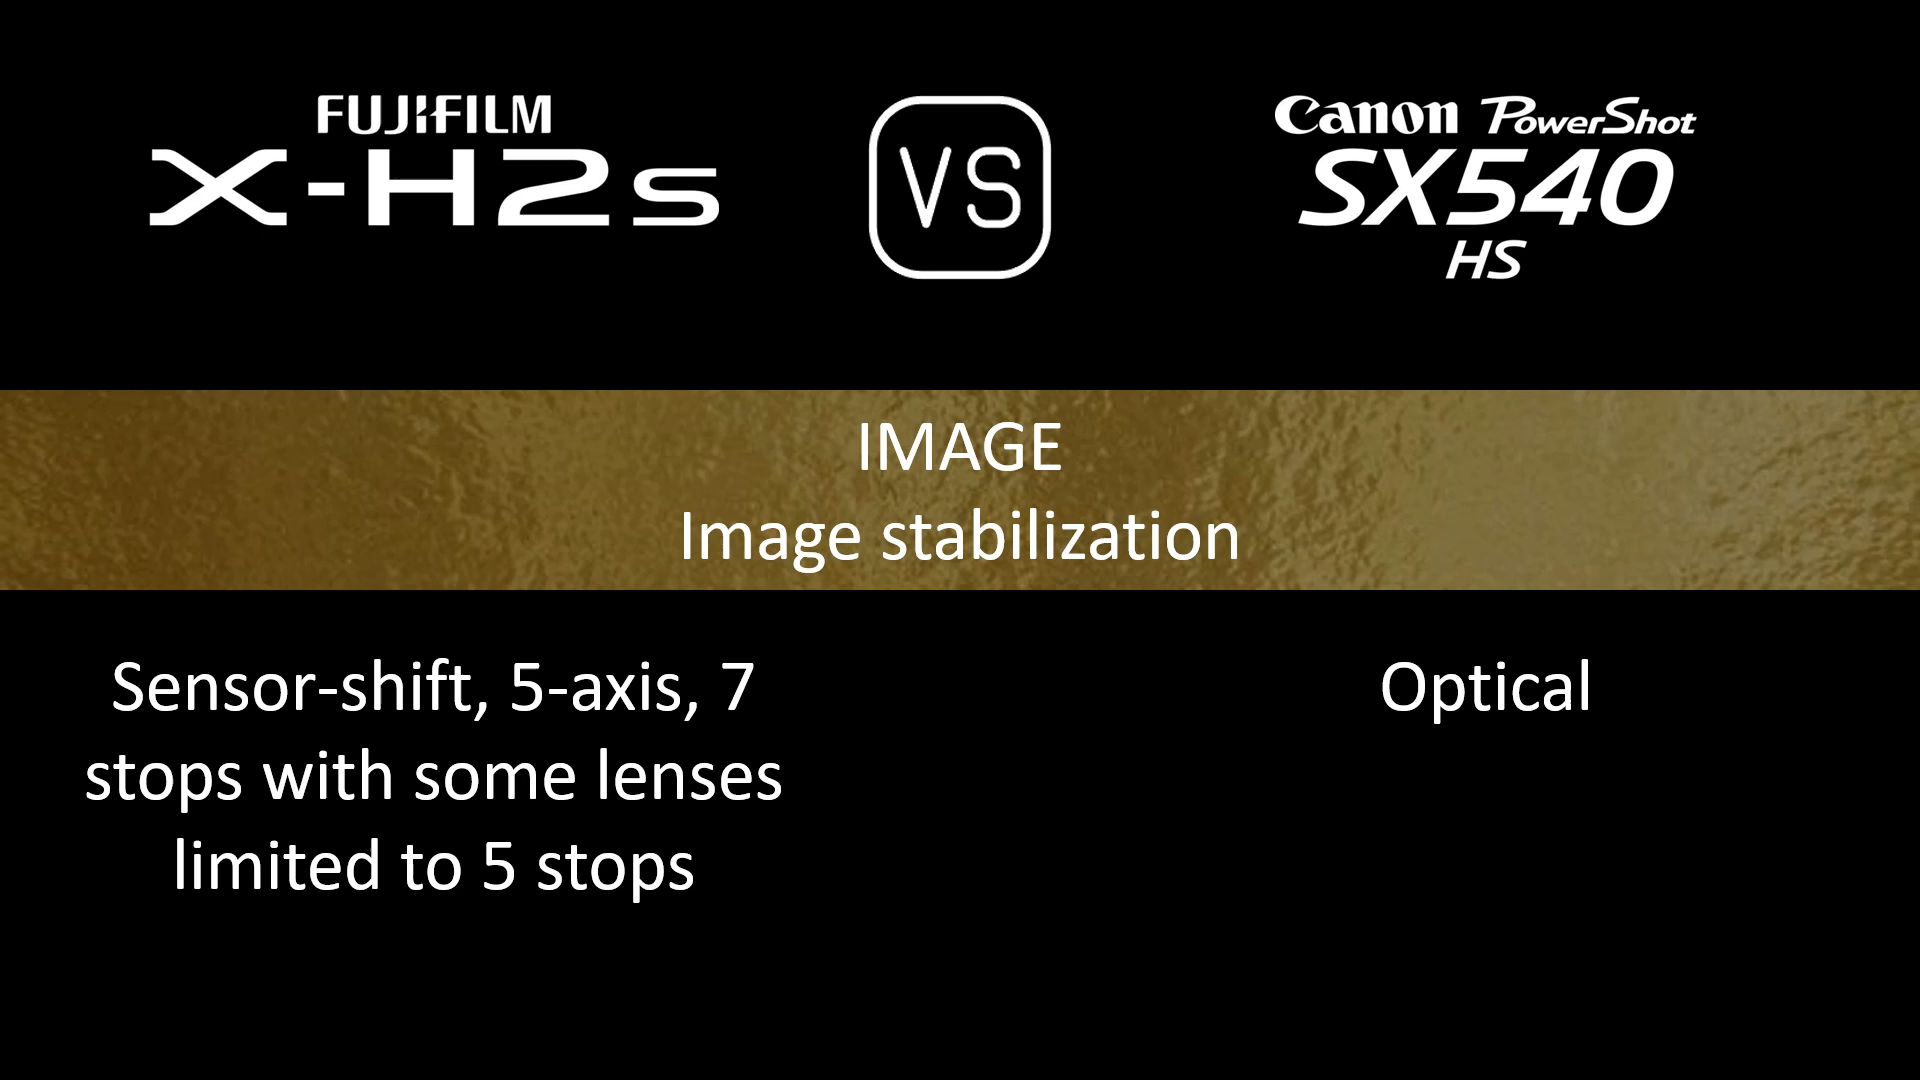 FUJIFILM
X-H2s
VS
Canon PowerShot
SX540
HS
IMAGE
Image stabilization
Sensor-shift, 5-axis, 7
stops with some lenses
limited to 5 stops
Optical